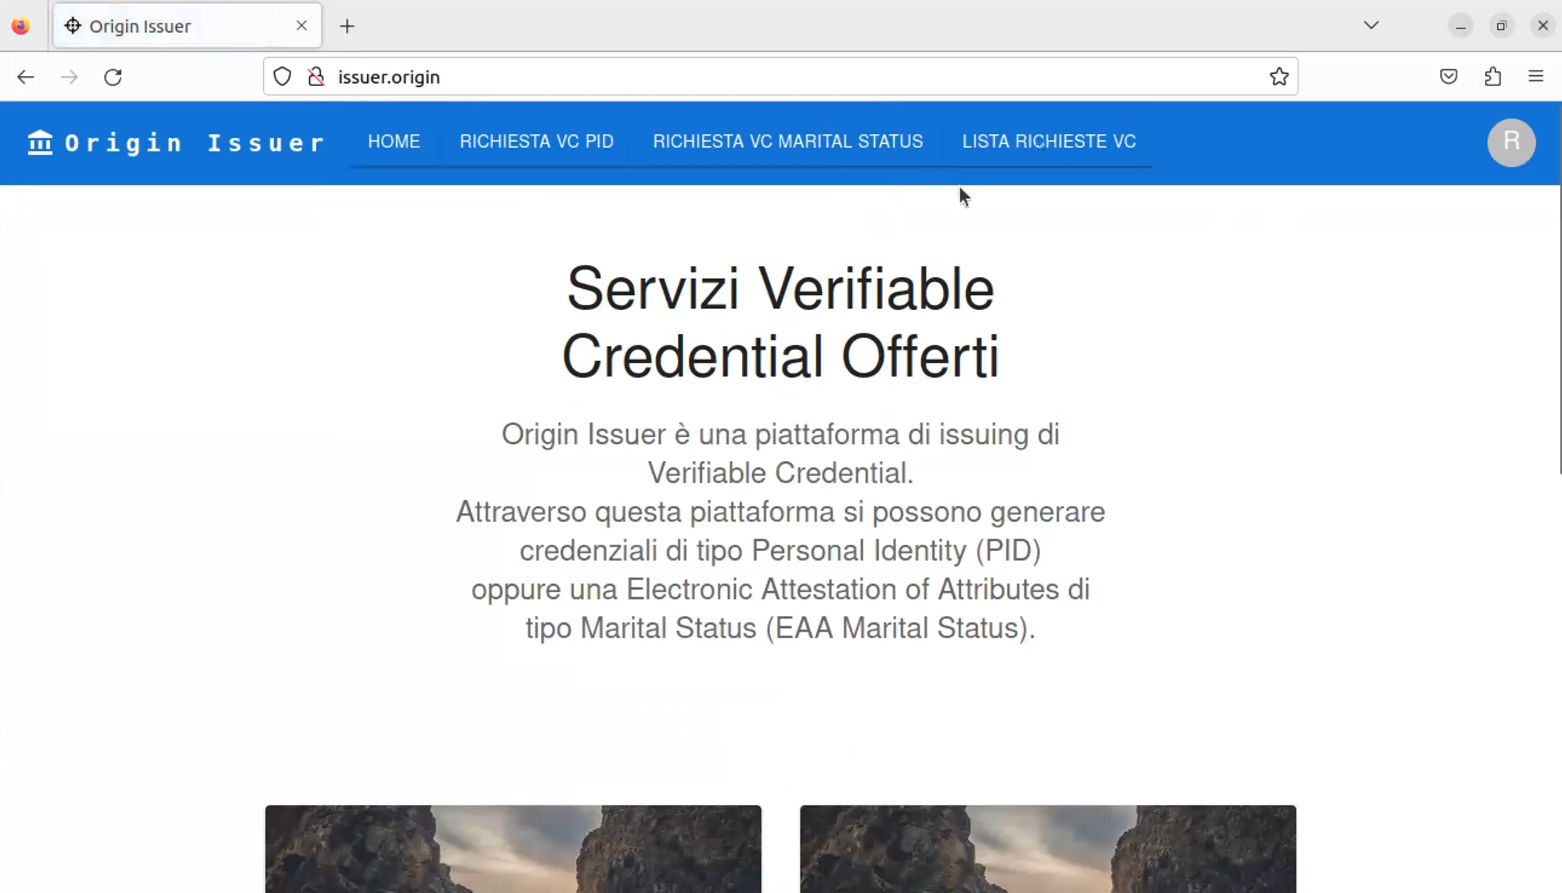 Origin Issuer
issuer.origin
Origin Issuer
HOME
RICHIESTA VC PID
RICHIESTA VC MARITAL STATUS
LISTA RICHIESTE VC
R
Servizi Verifiable
Credential Offerti
Origin Issuer è una piattaforma di issuing di
Verifiable Credential.
Attraverso questa piattaforma si possono generare
credenziali di tipo Personal Identity (PID)
oppure una Electronic Attestation of Attributes di
tipo Marital Status (EAA Marital Status).